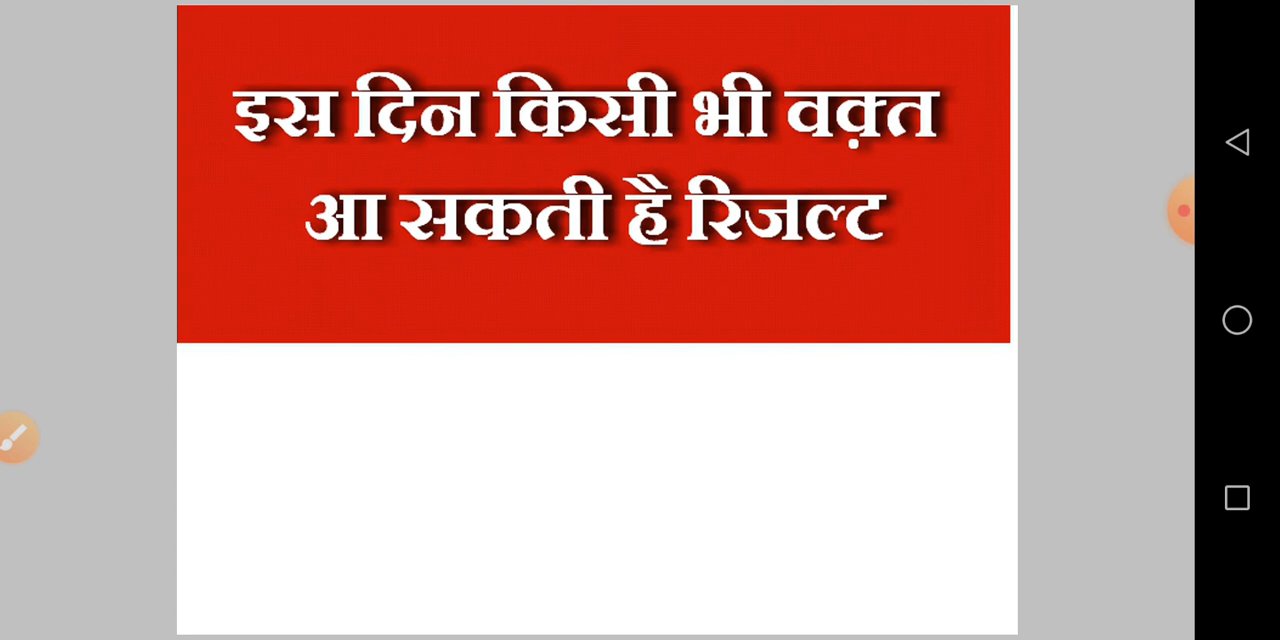 इस दिन किसी भी वक़्त
आ सकती है रिजल्ट